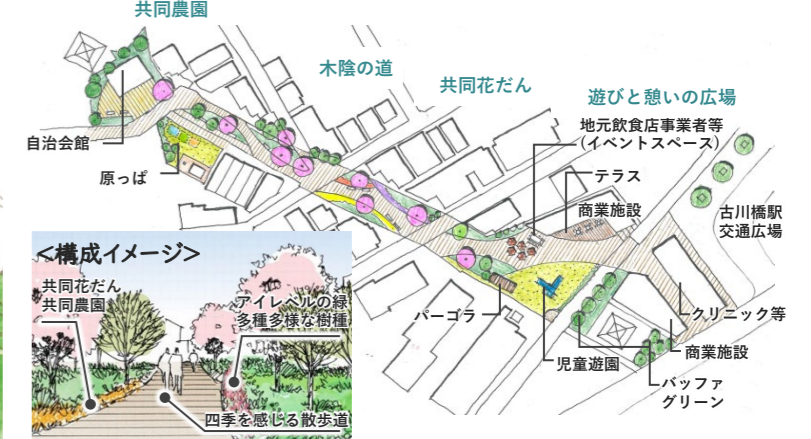 共同農園
木陰の道
共同花だん
遊びと憩いの広場
地元飲食店事業者等
(イベントスペース)
テラス
商業施設
古川橋駅
交通広場
自治会館
原っぱ
<構成イメージ>
共同花だん
共同農園
アイレベルの緑
多種多様な樹種
四季を感じる散歩道
パーゴラ
児童遊園
クリニック等
商業施設
バッファ
グリーン